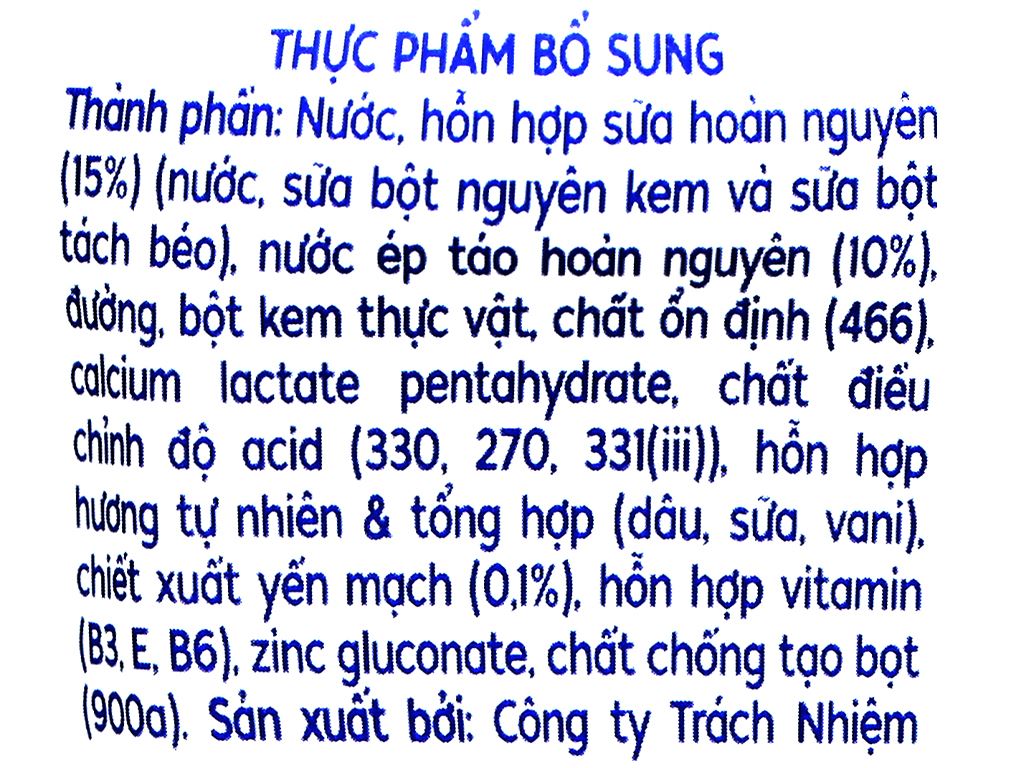 THỰC PHẨM BỔ SUNG
Thành phần: Nước, hỗn hợp sữa hoàn nguyên
(15%) (nước, sữa bột nguyên kem và sữa bột
tách béo), nước ép táo hoàn nguyên (10%),
đường, bột kem thực vật, chất ổn định (466),
calcium lactate pentahydrate, chất điều
chỉnh độ acid (330, 270, 331(iii)), hỗn hợp
hương tự nhiên & tổng hợp (dâu, sữa, vani),
chiết xuất yến mạch (0,1%), hỗn hợp vitamin
(B3, E, B6), zinc gluconate, chất chống tạo bọt
(900a). Sản xuất bởi: Công ty Trách Nhiệm